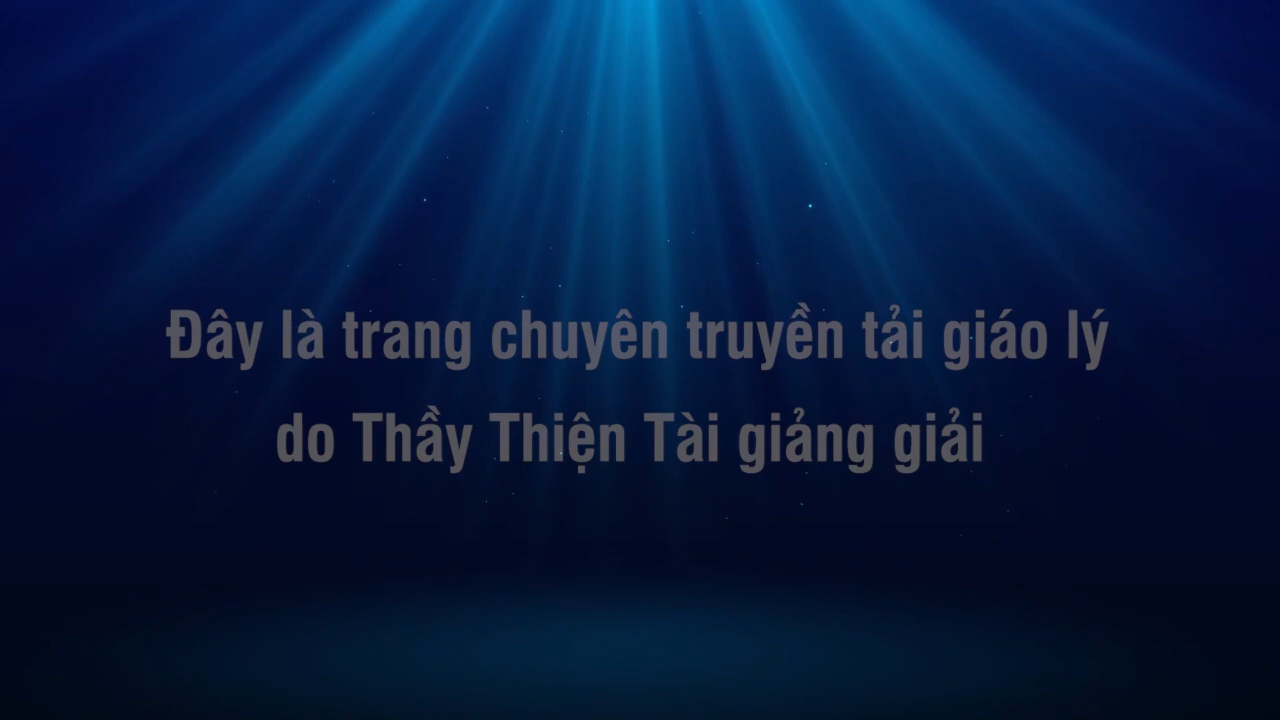 Đây là trang chuyên truyền tải giáo lý
do Thầy Thiện Tài giảng giải